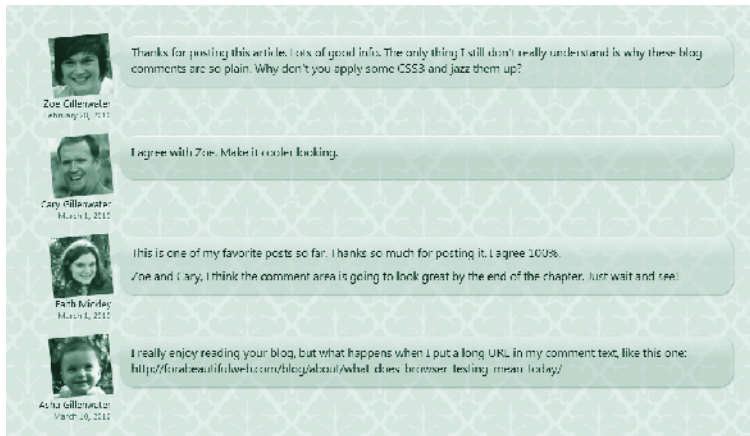 Thanks for posting this article. Lots of good info. The only thing I still don't really understand is why these blog
comments are so plain. Why don't you apply some CSS3 and jazz them up?
Zoe Gillenwater
February 28, 2010
I agree with Zoe. Make it cooler looking.
Cary Gillenwater
March 1, 2010
This is one of my favorite posts so far. Thanks so much for posting it. I agree 100%.
Zoe and Cary, I think the comment area is going to look great by the end of the chapter. Just wait and see!
Faith Mickley
March 1, 2010
I really enjoy reading your blog, but what happens when I put a long URL in my comment text, like this one:
http://forabeautifulweb.com/blog/about/what_does_browser_testing_mean_today/
Asha Gillenwater
March 10, 2010